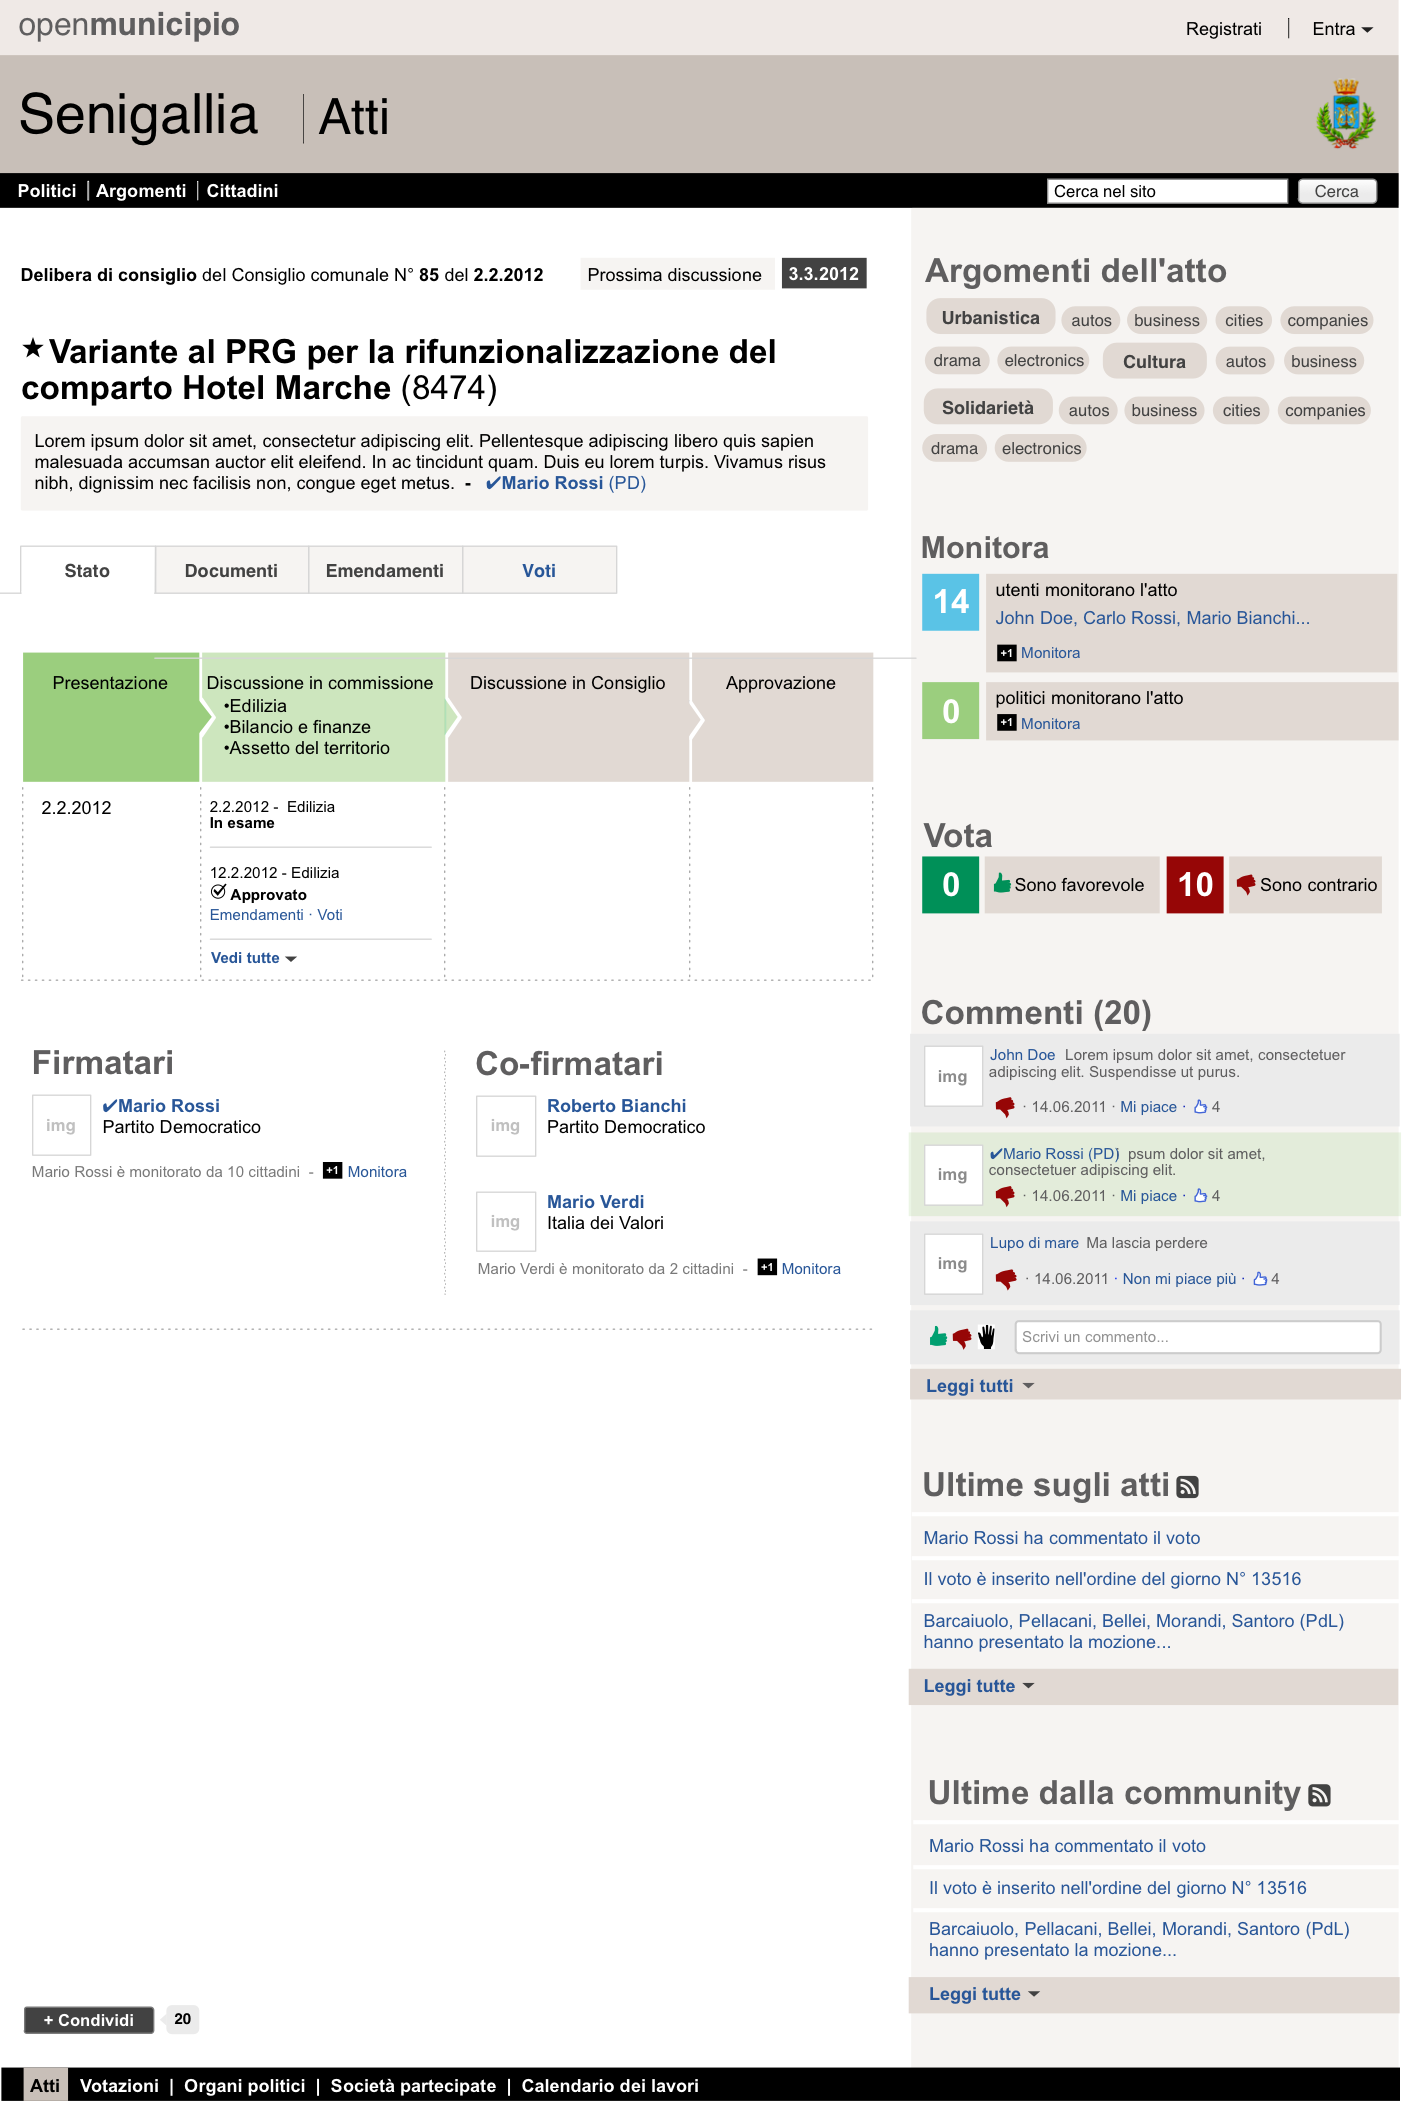 openmunicipio
Registrati
Entra
Senigallia
Atti
Politici | Argomenti | Cittadini
Cerca nel sito
Cerca
Delibera di consiglio del Consiglio comunale N° 85 del 2.2.2012
Prossima discussione 3.3.2012
★Variante al PRG per la rifunzionalizzazione del
comparto Hotel Marche (8474)
Lorem ipsum dolor sit amet, consectetur adipiscing elit. Pellentesque adipiscing libero quis sapien
malesuada accumsan auctor elit eleifend. In ac tincidunt quam. Duis eu lorem turpis. Vivamus risus
nibh, dignissim nec facilisis non, congue eget metus. - ✔Mario Rossi (PD)
Stato
Documenti
Emendamenti
Voti
Presentazione
Discussione in commissione
•Edilizia
•Bilancio e finanze
•Assetto del territorio
Discussione in Consiglio
Approvazione
2.2.2012
2.2.2012 - Edilizia
In esame
12.2.2012 - Edilizia
Approvato
Emendamenti · Voti
Vedi tutte
Firmatari
img
✔Mario Rossi
Partito Democratico
Mario Rossi è monitorato da 10 cittadini - +1 Monitora
Co-firmatari
img
Roberto Bianchi
Partito Democratico
img
Mario Verdi
Italia dei Valori
Mario Verdi è monitorato da 2 cittadini - +1 Monitora
Argomenti dell'atto
Urbanistica autos business cities companies
drama electronics Cultura autos business
Solidarietà autos business cities companies
drama electronics
Monitora
14
utenti monitorano l'atto
John Doe, Carlo Rossi, Mario Bianchi...
+1 Monitora
0
politici monitorano l'atto
+1 Monitora
Vota
0 Sono favorevole 10 Sono contrario
Commenti (20)
img
John Doe Lorem ipsum dolor sit amet, consectetuer
adipiscing elit. Suspendisse ut purus.
· 14.06.2011 · Mi piace · 4
img
✔Mario Rossi (PD) psum dolor sit amet,
consectetuer adipiscing elit.
· 14.06.2011 · Mi piace · 4
img
Lupo di mare Ma lascia perdere
· 14.06.2011 · Non mi piace più · 4
Scrivi un commento...
Leggi tutti
Ultime sugli atti
Mario Rossi ha commentato il voto
Il voto è inserito nell'ordine del giorno N° 13516
Barcaiuolo, Pellacani, Bellei, Morandi, Santoro (PdL)
hanno presentato la mozione...
Leggi tutte
Ultime dalla community
Mario Rossi ha commentato il voto
Il voto è inserito nell'ordine del giorno N° 13516
Barcaiuolo, Pellacani, Bellei, Morandi, Santoro (PdL)
hanno presentato la mozione...
Leggi tutte
+ Condividi
20
Atti Votazioni | Organi politici | Società partecipate | Calendario dei lavori